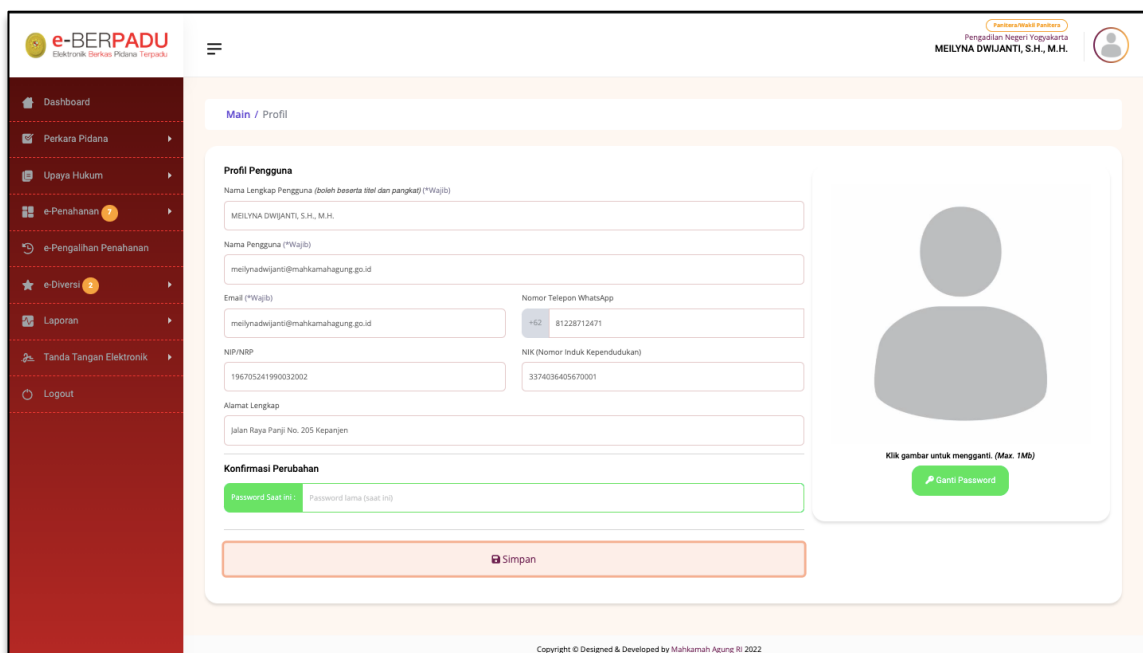 e-BERPADU
Elektronik Berkas Pidana Terpadu
Panitera/Wakil Panitera
Pengadilan Negeri Yogyakarta
MEILYNA DWIJANTI, S.H., M.H.
Dashboard
Perkara Pidana
Upaya Hukum
e-Penahanan 7
e-Pengalihan Penahanan
e-Diversi 2
Laporan
Tanda Tangan Elektronik
Logout
Main / Profil
Profil Pengguna
Nama Lengkap Pengguna (boleh beserta titel dan pangkat) (*Wajib)
MEILYNA DWIJANTI, S.H., M.H.
Nama Pengguna (*Wajib)
meilynadwijanti@mahkamahagung.go.id
Email (*Wajib) Nomor Telepon WhatsApp
meilynadwijanti@mahkamahagung.go.id +62 81228712471
NIP/NRP NIK (Nomor Induk Kependudukan)
196705241990032002 3374036405670001
Alamat Lengkap
Jalan Raya Panji No. 205 Kepanjen
Konfirmasi Perubahan
Password Saat ini : Password lama (saat ini)
Simpan
Klik gambar untuk mengganti. (Max. 1Mb)
Ganti Password
Copyright © Designed & Developed by Mahkamah Agung RI 2022